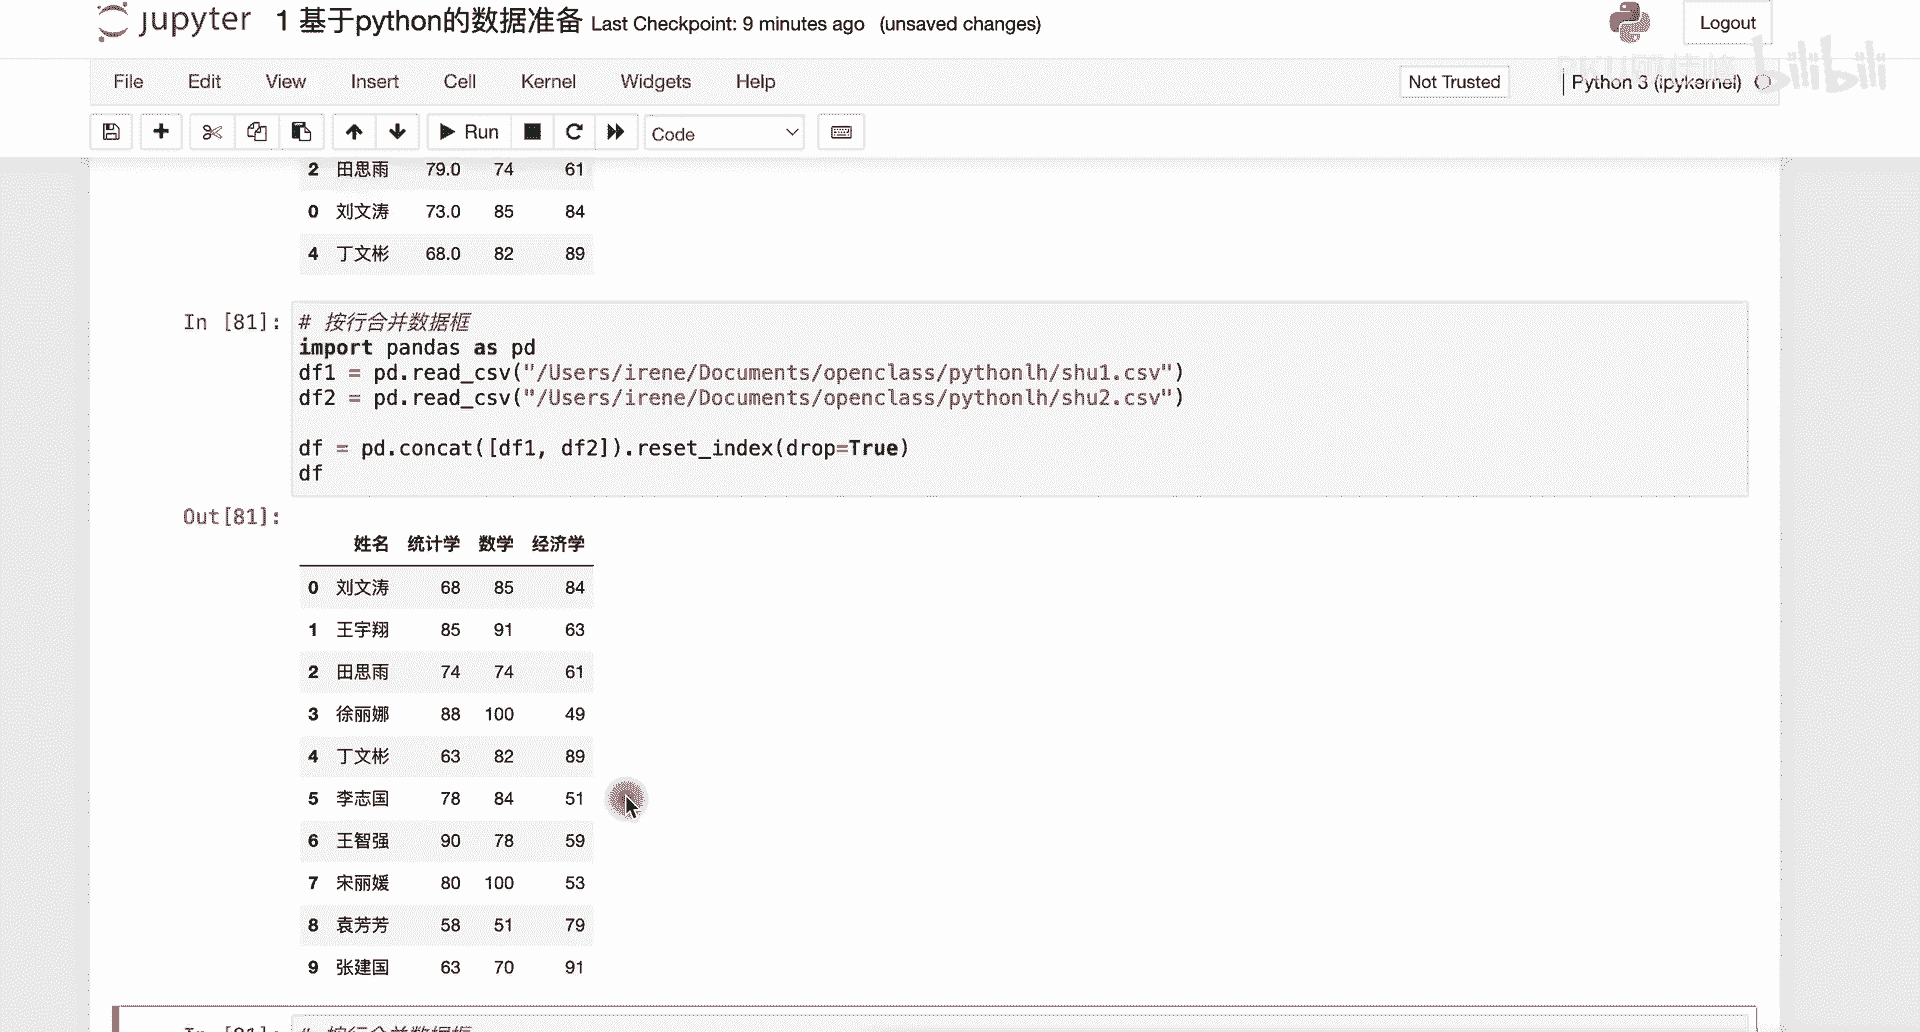 jupyter 1 基于python的数据准备 Last Checkpoint: 9 minutes ago (unsaved changes) Logout
bilibili
File Edit View Insert Cell Kernel Widgets Help Not Trusted Python 3 (ipykernel)
Run Code
2 田思雨 79.0 74 61
0 刘文涛 73.0 85 84
4 丁文彬 68.0 82 89
In [81]: # 按行合并数据框
import pandas as pd
df1 = pd.read_csv("/Users/irene/Documents/openclass/pythonlh/shu1.csv")
df2 = pd.read_csv("/Users/irene/Documents/openclass/pythonlh/shu2.csv")
df = pd.concat([df1, df2]).reset_index(drop=True)
df
Out[81]:
姓名 统计学 数学 经济学
0 刘文涛 68 85 84
1 王宇翔 85 91 63
2 田思雨 74 74 61
3 徐丽娜 88 100 49
4 丁文彬 63 82 89
5 李志国 78 84 51
6 王智强 90 78 59
7 宋丽媛 80 100 53
8 袁芳芳 58 51 79
9 张建国 63 70 91
In [81]: # 按行合并数据框